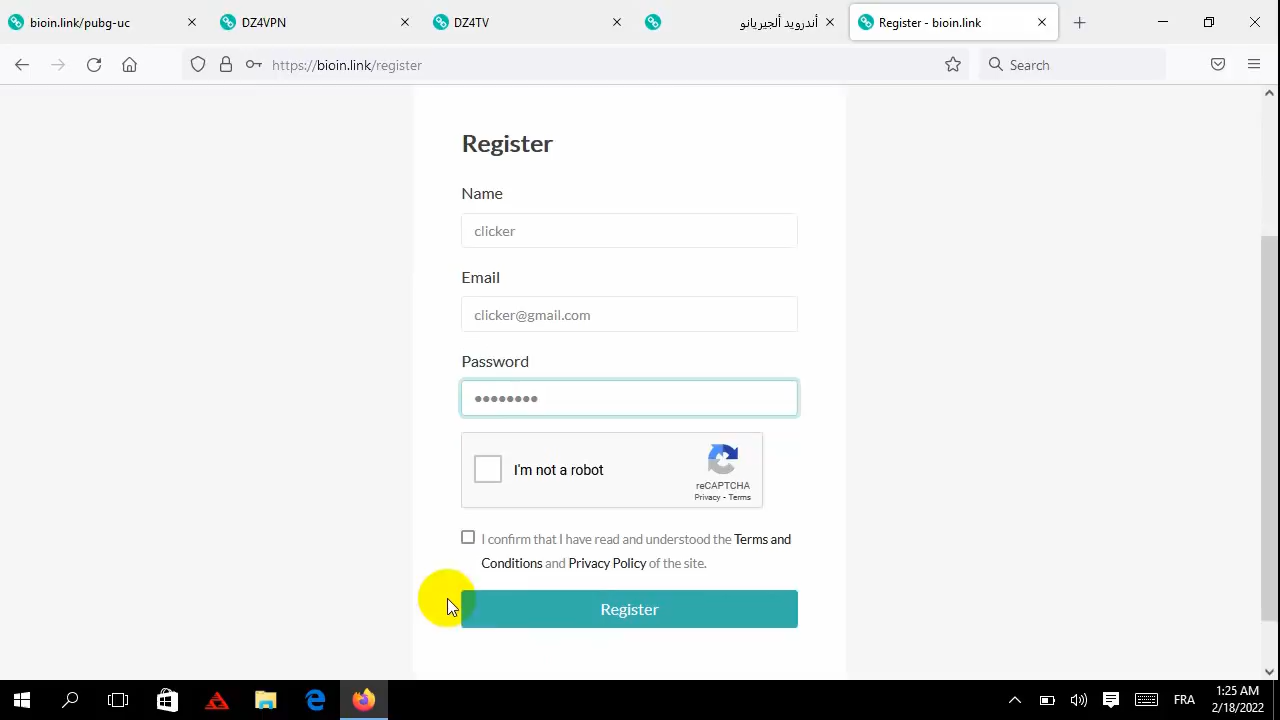 bioin.link/pubg-uc
DZ4VPN
DZ4TV
أندرويد ألجيريانو
Register - bioin.link
https://bioin.link/register
Search
Register
Name
clicker
Email
clicker@gmail.com
Password
I'm not a robot
reCAPTCHA
Privacy - Terms
I confirm that I have read and understood the Terms and
Conditions and Privacy Policy of the site.
Register
FRA
1:25 AM
2/18/2022